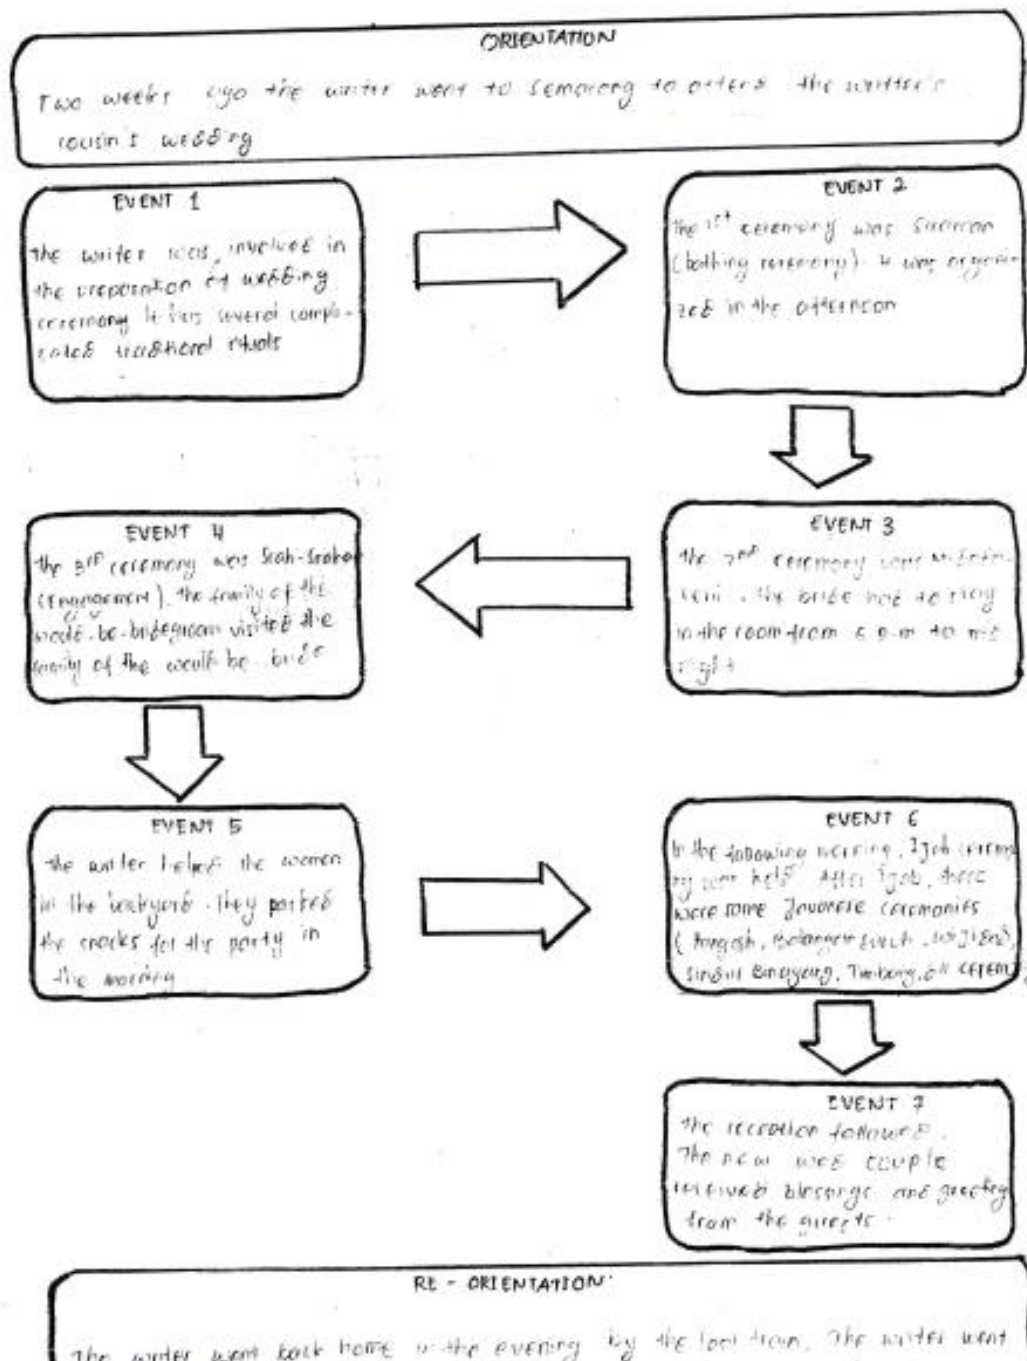 ORIENTATION
Two weeks ago the writer went to Semarang to attend the writter's
cousin's wedding
EVENT 1
the writer was involved in
the preparation of wedding
ceremony It has several compli-
cated traditional rituals
EVENT 2
The 1st ceremony was Siraman
(bathing ceremony). It was organi-
zed in the afternoon
EVENT 3
the 2nd ceremony was
. the bride had to stay
in the room from 6 p.m to mid
night
EVENT 4
the 3rd ceremony was Srah-Srahan
(Engangement). the family of the
would-be-bridegroom visited the
family of the would be bride
EVENT 5
the writer helped the women
in the backyard. They packed
the snacks for the party in
the morning
EVENT 6
In the following morning, Ijab ceremo
ny was held After Ijab, there
were some Javanese ceremonies
EVENT 7
the reception followed.
The new wed couple
received blessings and greeting
from the guests.
RE - ORIENTATION
The writer went back home in the evening by the last train. The writer went